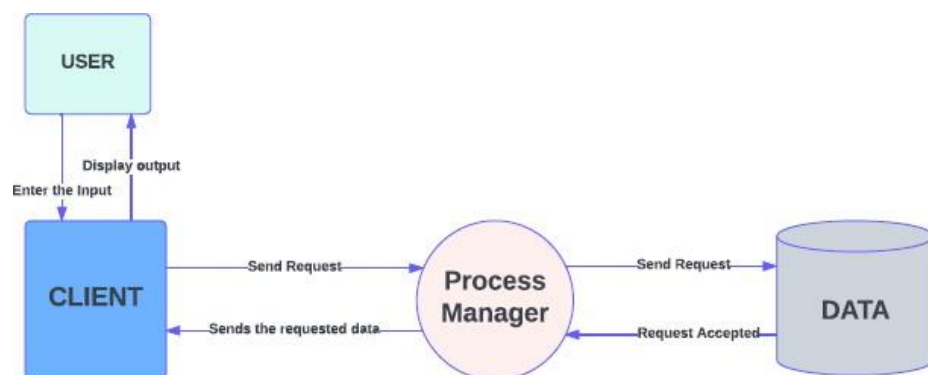 USER
Display output
Enter the Input
CLIENT
Send Request
Sends the requested data
Process
Manager
Send Request
Request Accepted
DATA